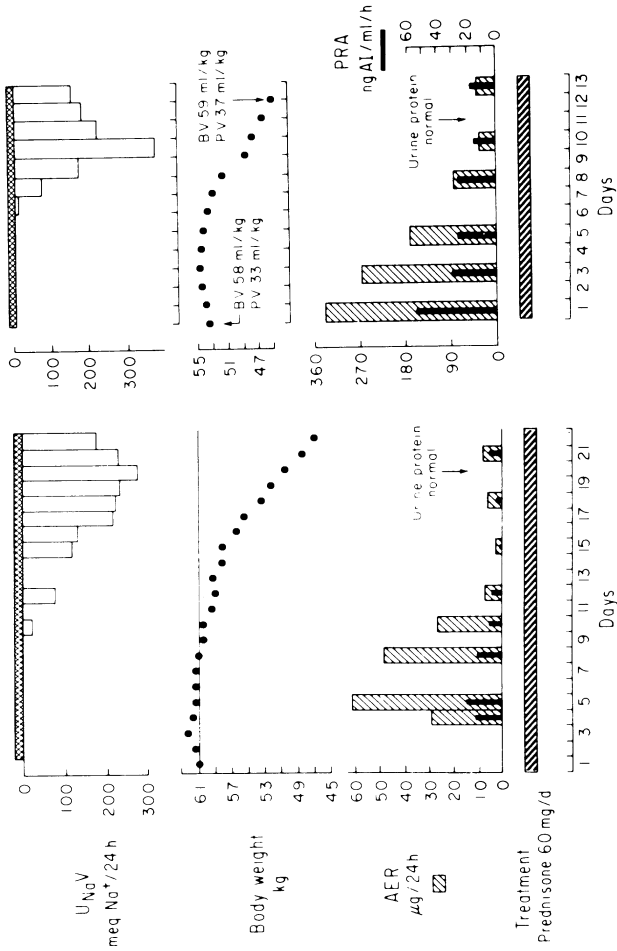 0
100
200
300
U Na V
meq Na⁺/24h
0
100
200
300
61
57
53
49
45
Body weight
kg
55
51
47
BV 58 ml/kg
PV 33 ml/kg
BV 59 ml/kg
PV 37 ml/kg
60
50
40
30
20
10
0
AER
µg/24h
Urine protein
normal
360
270
180
90
0
PRA
ng AI/ml/h
60
40
20
0
Urine protein
normal
Treatment
Prednisone 60 mg/d
1 3 5 7 9 11 13 15 17 19 21
Days
1 2 3 4 5 6 7 8 9 10 11 12 13
Days